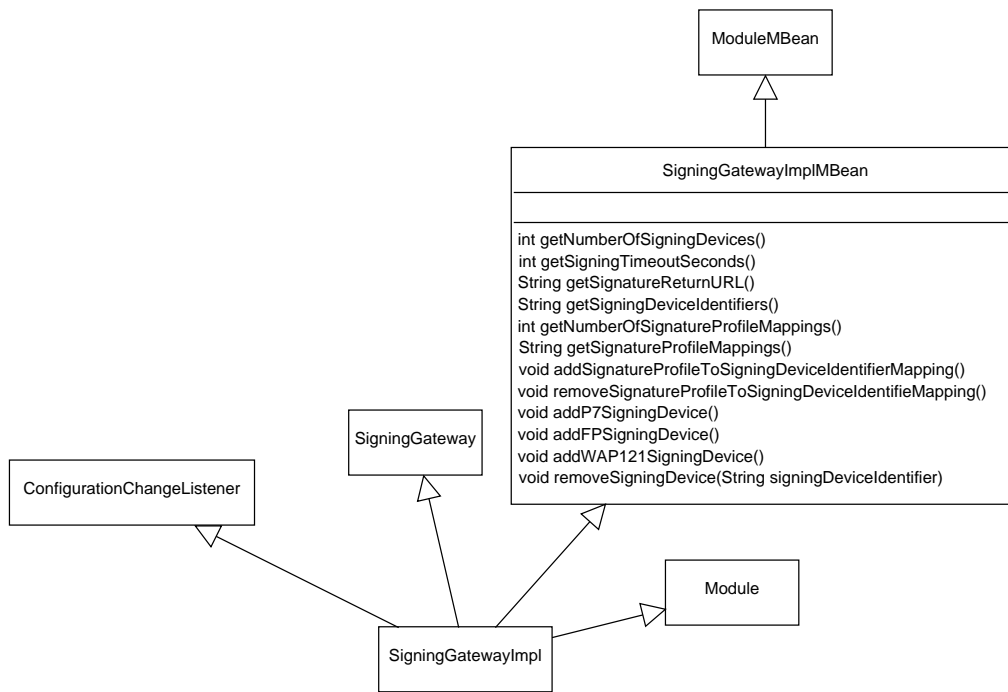 ModuleMBean
SigningGatewayImplMBean
int getNumberOfSigningDevices()
int getSigningTimeoutSeconds()
String getSignatureReturnURL()
String getSigningDeviceIdentifiers()
int getNumberOfSignatureProfileMappings()
String getSignatureProfileMappings()
void addSignatureProfileToSigningDeviceIdentifierMapping()
void removeSignatureProfileToSigningDeviceIdentifieMapping()
void addP7SigningDevice()
void addFPSigningDevice()
void addWAP121SigningDevice()
void removeSigningDevice(String signingDeviceIdentifier)
SigningGateway
ConfigurationChangeListener
Module
SigningGatewayImpl